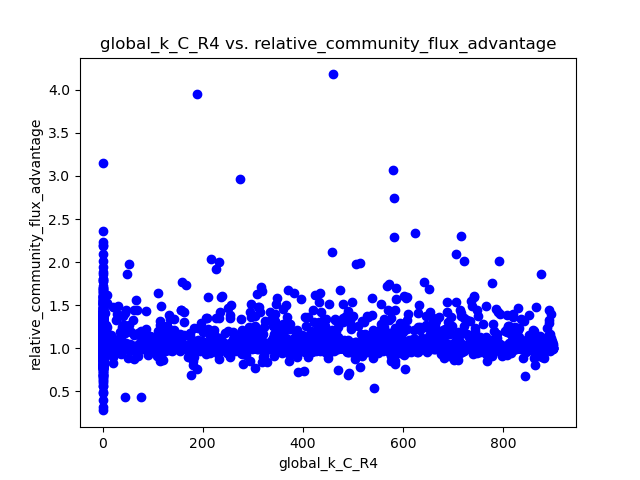 global_k_C_R4 vs. relative_community_flux_advantage
relative_community_flux_advantage
4.0
3.5
3.0
2.5
2.0
1.5
1.0
0.5
0 200 400 600 800
global_k_C_R4